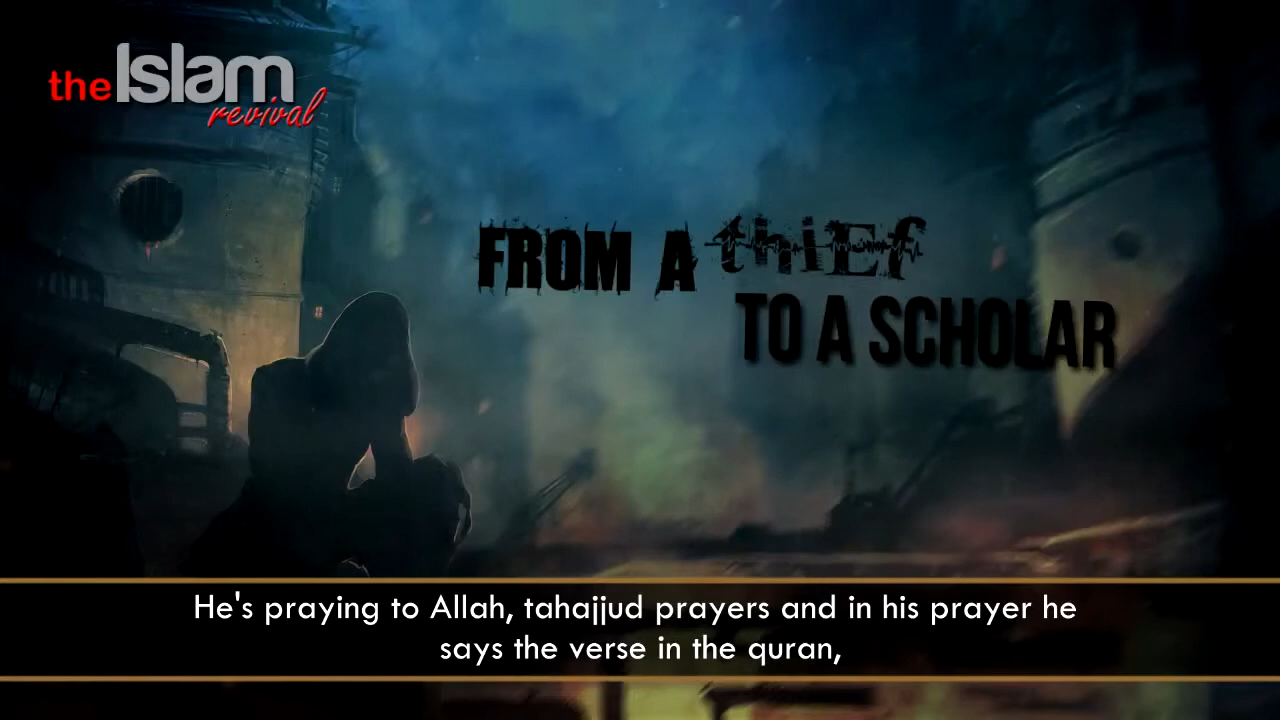 the Islam
revival
FROM A thiEf
TO A SCHOLAR
He's praying to Allah, tahajjud prayers and in his prayer he
says the verse in the quran,